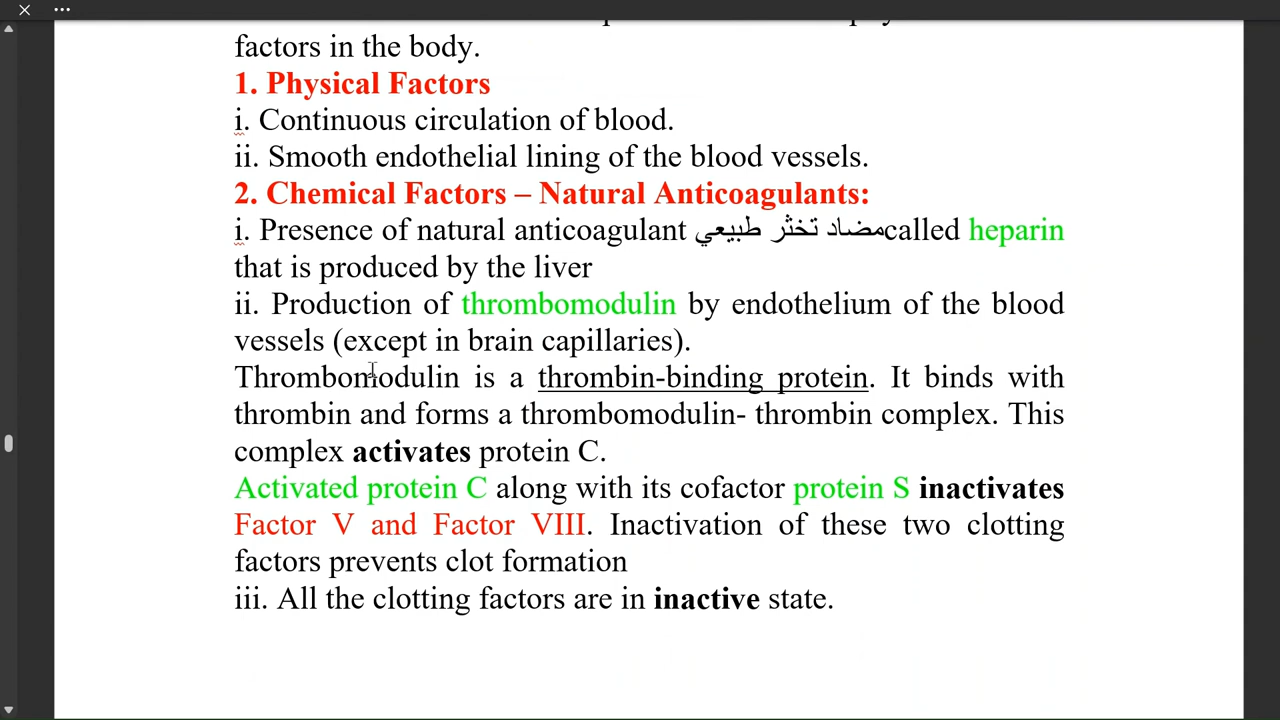 factors in the body.
1. Physical Factors
i. Continuous circulation of blood.
ii. Smooth endothelial lining of the blood vessels.
2. Chemical Factors – Natural Anticoagulants:
i. Presence of natural anticoagulant مضاد تخثر طبيعي called heparin
that is produced by the liver
ii. Production of thrombomodulin by endothelium of the blood
vessels (except in brain capillaries).
Thrombomodulin is a thrombin-binding protein. It binds with
thrombin and forms a thrombomodulin- thrombin complex. This
complex activates protein C.
Activated protein C along with its cofactor protein S inactivates
Factor V and Factor VIII. Inactivation of these two clotting
factors prevents clot formation
iii. All the clotting factors are in inactive state.